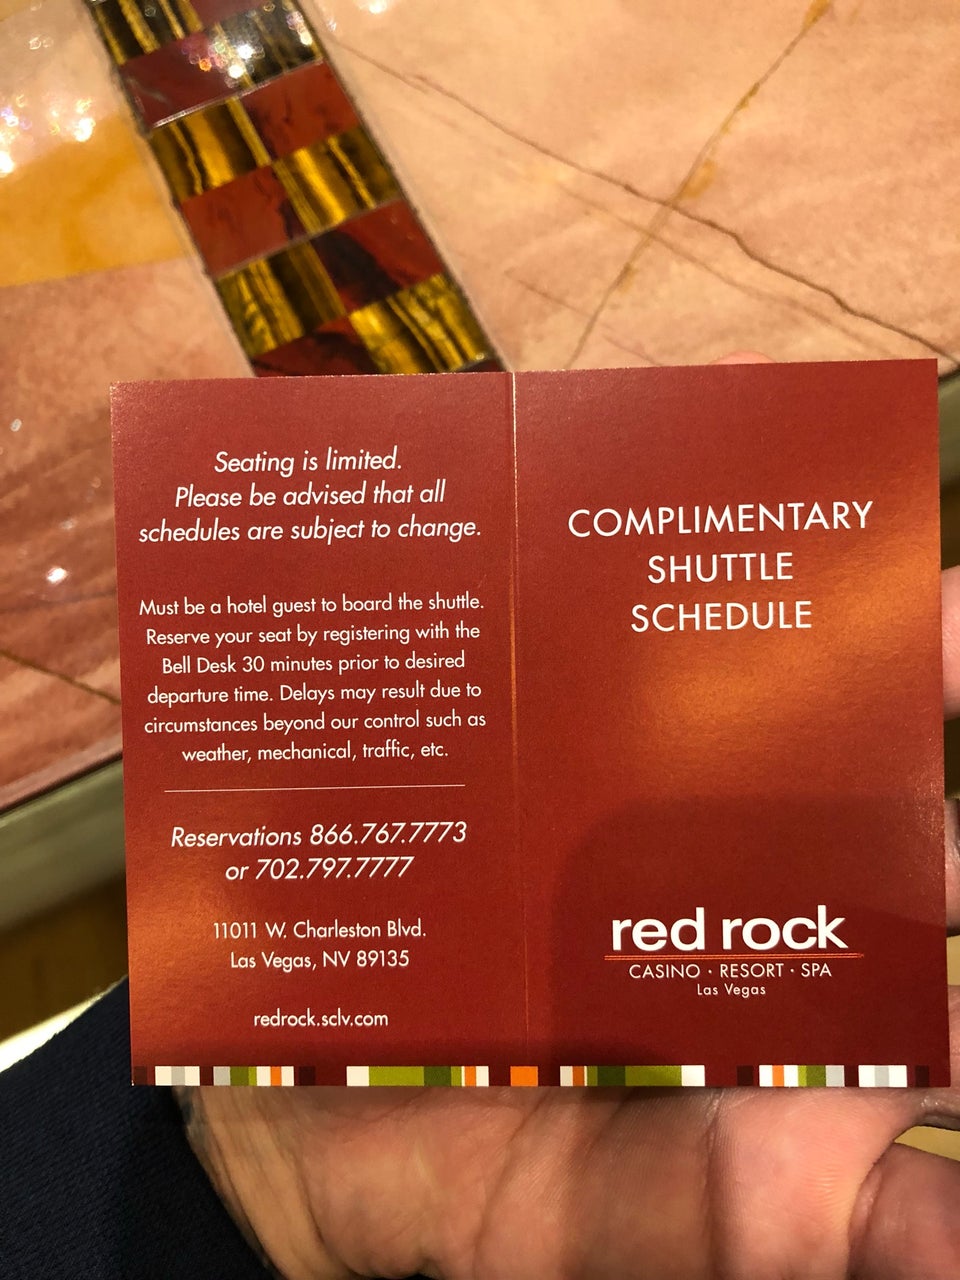 Seating is limited.
Please be advised that all
schedules are subject to change.
Must be a hotel guest to board the shuttle.
Reserve your seat by registering with the
Bell Desk 30 minutes prior to desired
departure time. Delays may result due to
circumstances beyond our control such as
weather, mechanical, traffic, etc.
Reservations 866.767.7773
or 702.797.7777
11011 W. Charleston Blvd.
Las Vegas, NV 89135
redrock.sclv.com
COMPLIMENTARY
SHUTTLE
SCHEDULE
red rock
CASINO · RESORT · SPA
Las Vegas